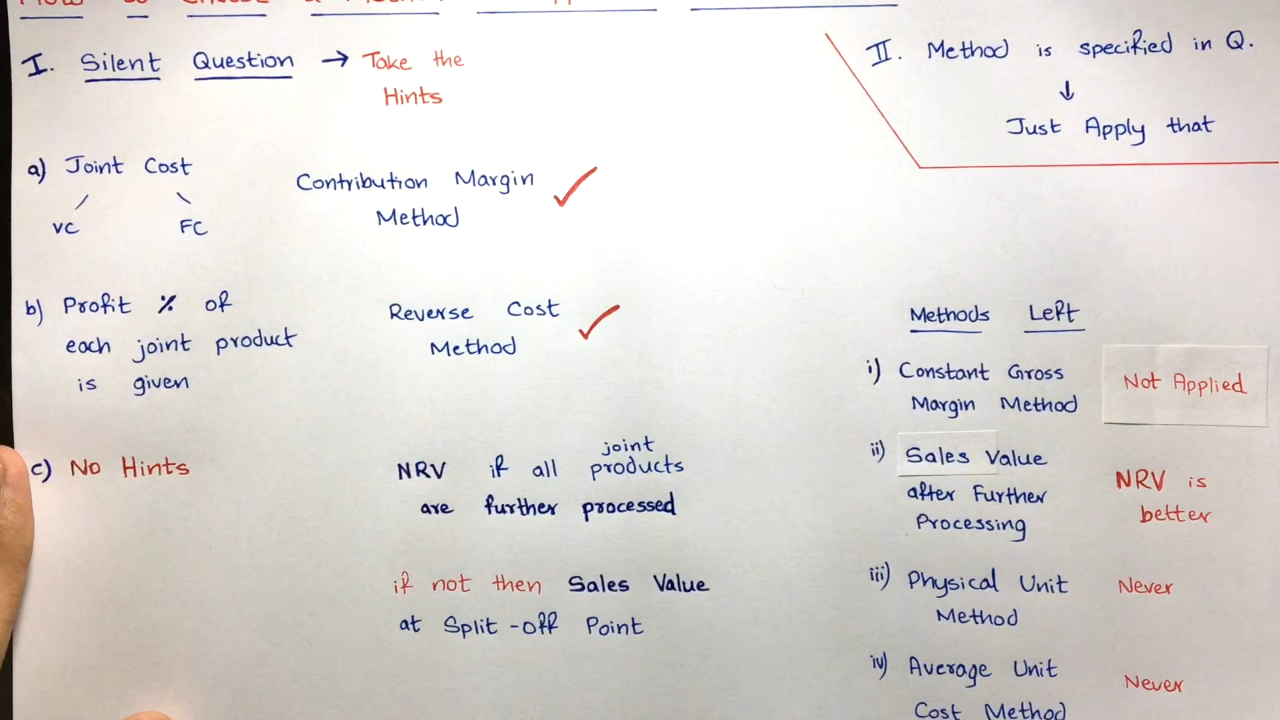 I. Silent Question → Take the
Hints
II. Method is specified in Q.
↓
Just Apply that
a) Joint Cost
VC FC
Contribution Margin
Method ✓
b) Profit % of
each joint product
is given
Reverse Cost
Method ✓
c) No Hints
NRV if all joint products
are further processed
if not then Sales Value
at Split-off Point
Methods Left
i) Constant Gross
Margin Method
Not Applied
ii) Sales Value
after Further
Processing
NRV is
better
iii) Physical Unit
Method
Never
iv) Average Unit
Cost Method
Never